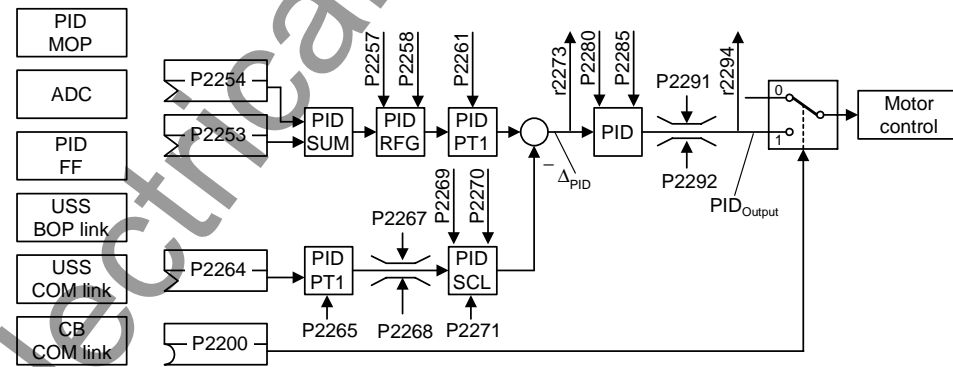 PID
MOP
ADC
PID
FF
USS
BOP link
USS
COM link
CB
COM link
P2254
P2253
P2264
P2200
PID
SUM
P2257
P2258
PID
RFG
P2261
PID
PT1
PID
PT1
P2265
P2267
P2268
P2269
P2270
PID
SCL
P2271
−
ΔPID
r2273
P2280
P2285
PID
P2291
P2292
r2294
PIDOutput
0
1
Motor
control